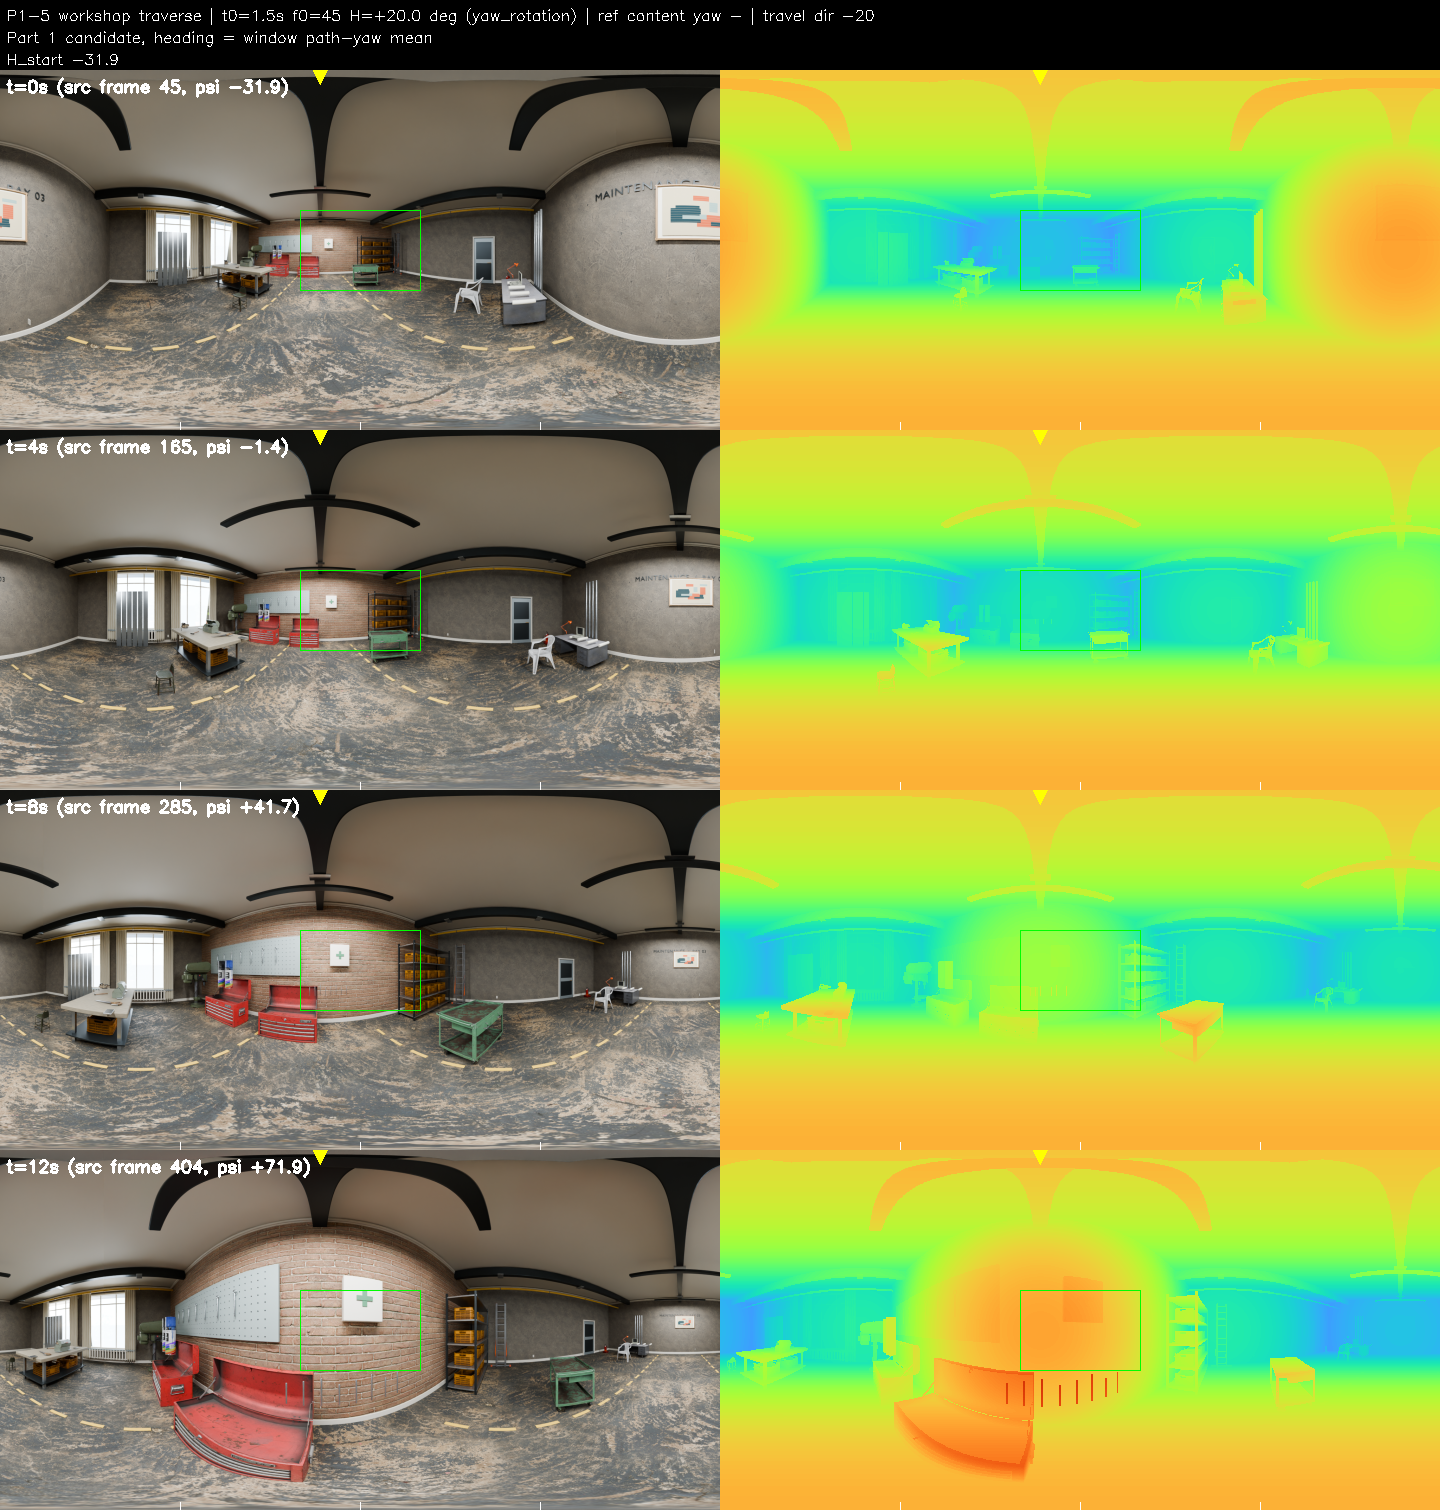 P1-5 workshop traverse | t0=1.5s f0=45 H=+20.0 deg (yaw_rotation) | ref content yaw - | travel dir -20
Part 1 candidate, heading = window path-yaw mean
H_start -31.9
t=0s (src frame 45, psi -31.9)
03
t=4s (src frame 165, psi -1.4)
t=8s (src frame 285, psi +41.7)
t=12s (src frame 404, psi +71.9)